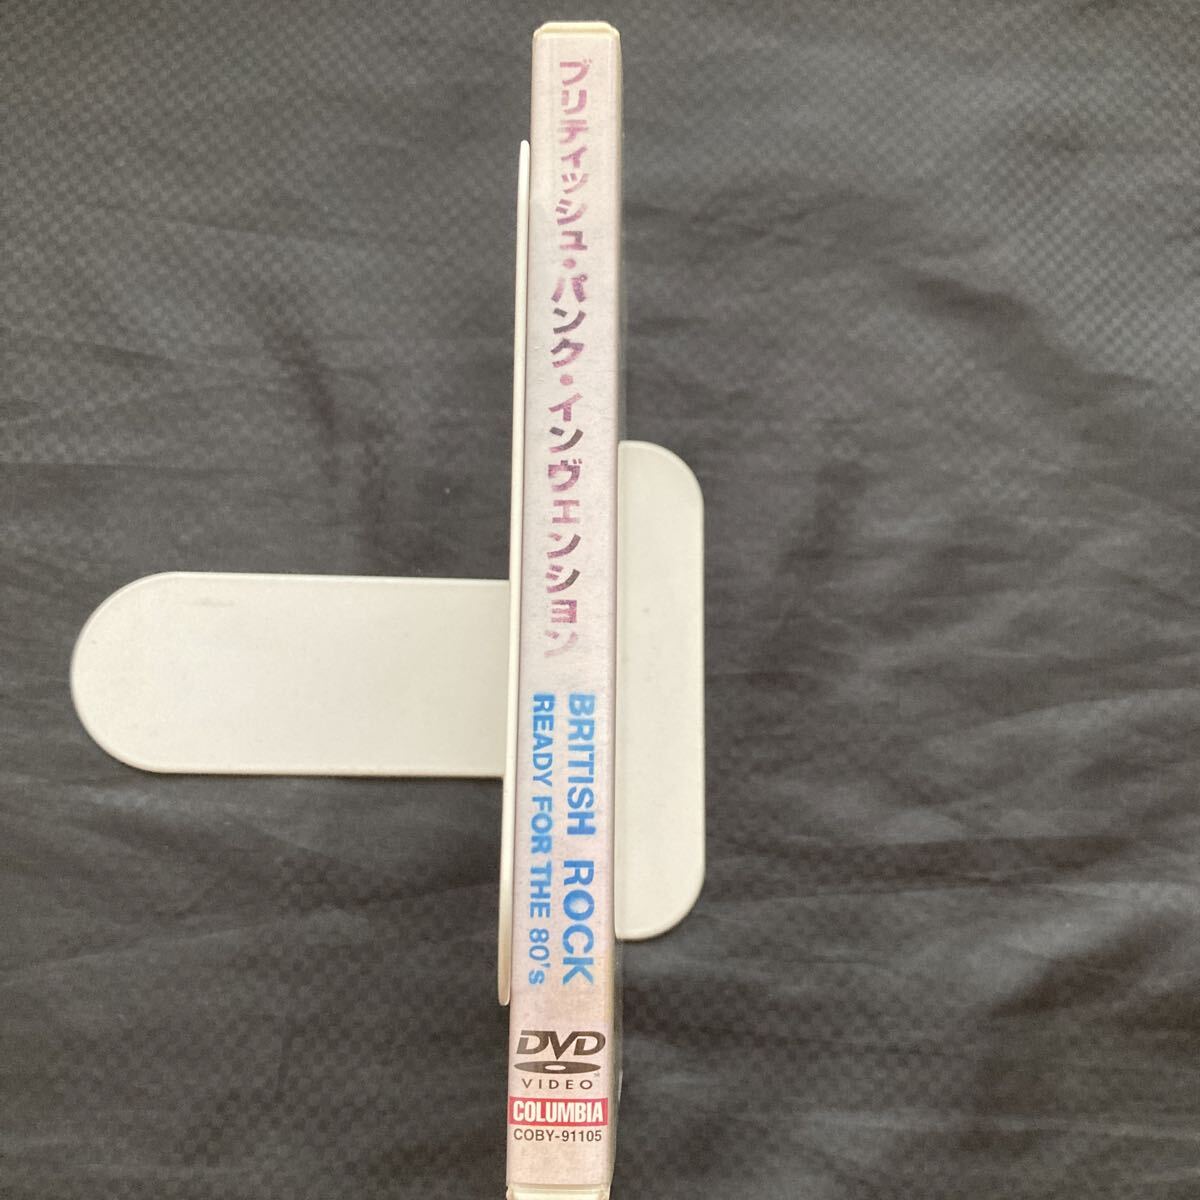 ブリティッシュ・パンク・インヴェンション
BRITISH ROCK
READY FOR THE 80's
DVD
VIDEO
COLUMBIA
COBY-91105